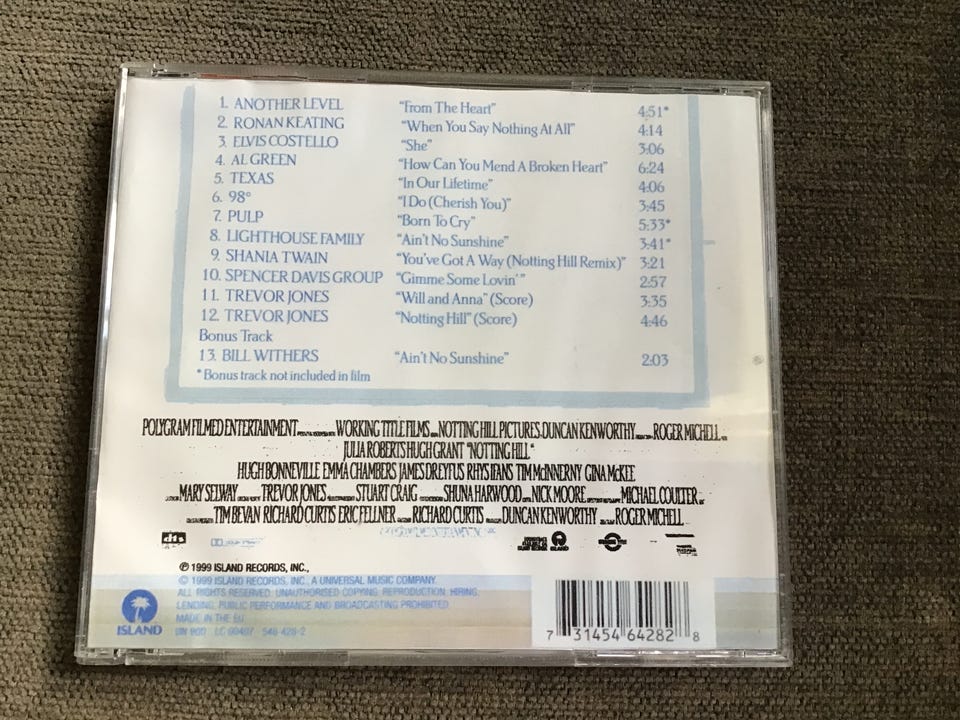 1. ANOTHER LEVEL "From The Heart" 4:51*
2. RONAN KEATING "When You Say Nothing At All" 4:14
3. ELVIS COSTELLO "She" 3:06
4. AL GREEN "How Can You Mend A Broken Heart" 6:24
5. TEXAS "In Our Lifetime" 4:06
6. 98° "I Do (Cherish You)" 3:45
7. PULP "Born To Cry" 5:33*
8. LIGHTHOUSE FAMILY "Ain't No Sunshine" 3:41*
9. SHANIA TWAIN "You've Got A Way (Notting Hill Remix)" 3:21
10. SPENCER DAVIS GROUP "Gimme Some Lovin'" 2:57
11. TREVOR JONES "Will and Anna" (Score) 3:35
12. TREVOR JONES "Notting Hill" (Score) 4:46
Bonus Track
13. BILL WITHERS "Ain't No Sunshine" 2:03
*Bonus track not included in film
POLYGRAM FILMED ENTERTAINMENT WORKING TITLE FILMS NOTTING HILL PICTURES DUNCAN KENWORTHY ROGER MICHELL
JULIA ROBERTS HUGH GRANT "NOTTING HILL"
HUGH BONNEVILLE EMMA CHAMBERS JAMES DREYFUS RHYS IFANS TIM McINNERNY GINA McKEE
MARY SELWAY TREVOR JONES STUART CRAIG SHUNA HARWOOD NICK MOORE MICHAEL COULTER
TIM BEVAN RICHARD CURTIS ERIC FELLNER RICHARD CURTIS DUNCAN KENWORTHY ROGER MICHELL
dts ISLAND
℗ 1999 ISLAND RECORDS, INC.,
© 1999 ISLAND RECORDS, INC., A UNIVERSAL MUSIC COMPANY.
ALL RIGHTS RESERVED. UNAUTHORISED COPYING, REPRODUCTION, HIRING,
LENDING, PUBLIC PERFORMANCE AND BROADCASTING PROHIBITED.
MADE IN THE EU
LC 00407 546 428-2
ISLAND
7 31454 64282 8